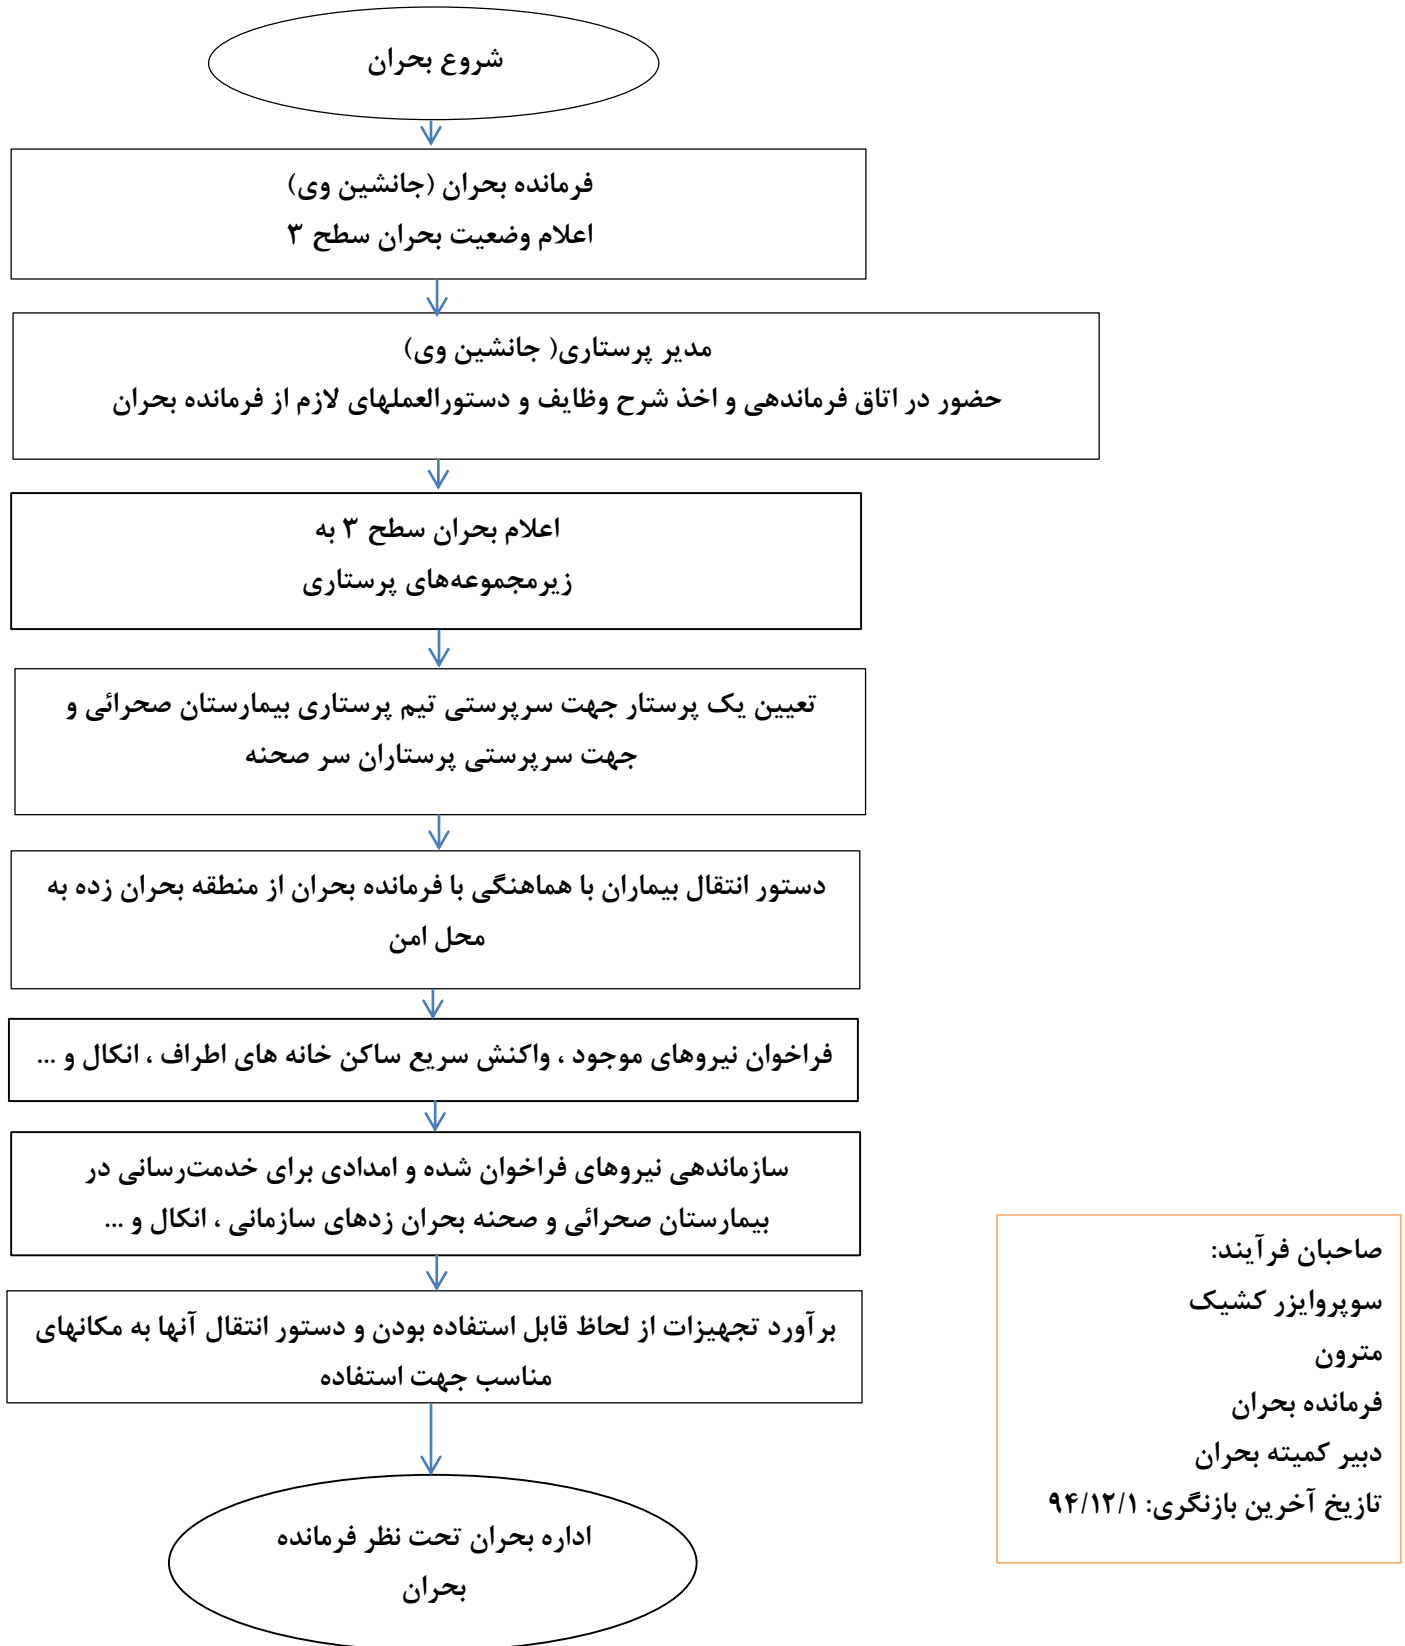 شروع بحران
فرمانده بحران (جانشین وی)
اعلام وضعیت بحران سطح ۳
مدیر پرستاری( جانشین وی)
حضور در اتاق فرماندهی و اخذ شرح وظایف و دستورالعملهای لازم از فرمانده بحران
اعلام بحران سطح ۳ به
زیرمجموعه‌های پرستاری
تعیین یک پرستار جهت سرپرستی تیم پرستاری بیمارستان صحرائی و
جهت سرپرستی پرستاران سر صحنه
دستور انتقال بیماران با هماهنگی با فرمانده بحران از منطقه بحران زده به
محل امن
فراخوان نیروهای موجود ، واکنش سریع ساکن خانه های اطراف ، انکال و ...
سازماندهی نیروهای فراخوان شده و امدادی برای خدمت‌رسانی در
بیمارستان صحرائی و صحنه بحران زدهای سازمانی ، انکال و ...
برآورد تجهیزات از لحاظ قابل استفاده بودن و دستور انتقال آنها به مکانهای
مناسب جهت استفاده
اداره بحران تحت نظر فرمانده
بحران
صاحبان فرآیند:
سوپروایزر کشیک
مترون
فرمانده بحران
دبیر کمیته بحران
تازیخ آخرین بازنگری: ۹۴/۱۲/۱